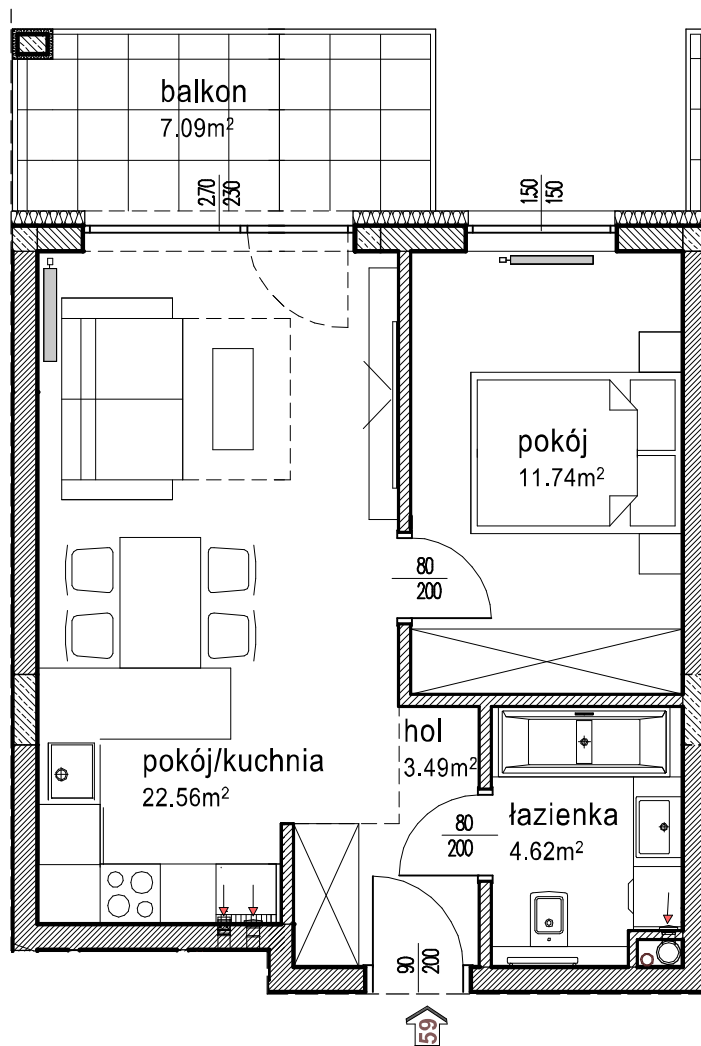 balkon
7.09m²
270
230
150
150
pokój
11.74m²
80
200
hol
3.49m²
pokój/kuchnia
22.56m²
80
200
łazienka
4.62m²
90
200
59